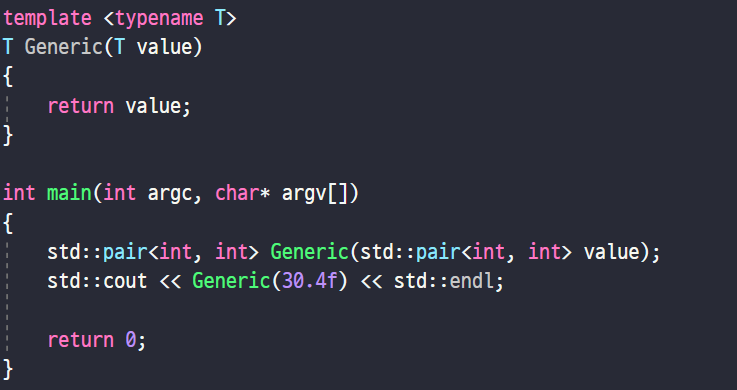 template <typename T>
T Generic(T value)
{
    return value;
}
int main(int argc, char* argv[])
{
    std::pair<int, int> Generic(std::pair<int, int> value);
    std::cout << Generic(30.4f) << std::endl;
    return 0;
}